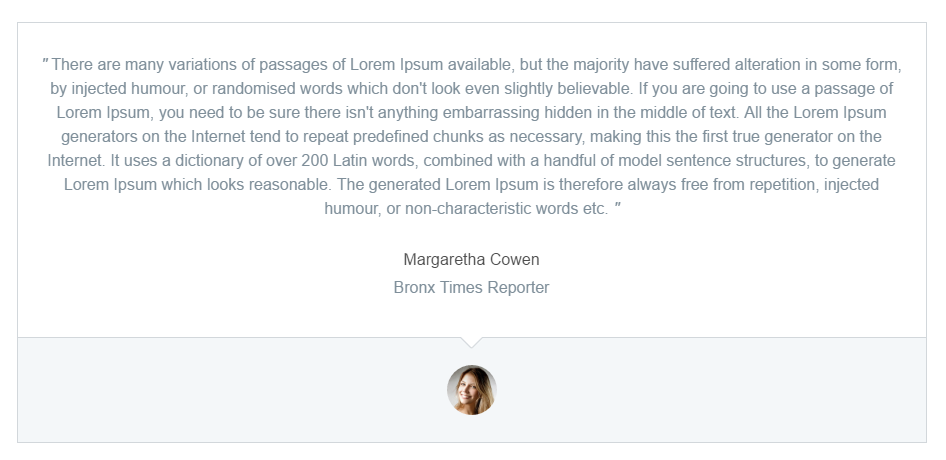 " There are many variations of passages of Lorem Ipsum available, but the majority have suffered alteration in some form,
by injected humour, or randomised words which don't look even slightly believable. If you are going to use a passage of
Lorem Ipsum, you need to be sure there isn't anything embarrassing hidden in the middle of text. All the Lorem Ipsum
generators on the Internet tend to repeat predefined chunks as necessary, making this the first true generator on the
Internet. It uses a dictionary of over 200 Latin words, combined with a handful of model sentence structures, to generate
Lorem Ipsum which looks reasonable. The generated Lorem Ipsum is therefore always free from repetition, injected
humour, or non-characteristic words etc. "
Margaretha Cowen
Bronx Times Reporter